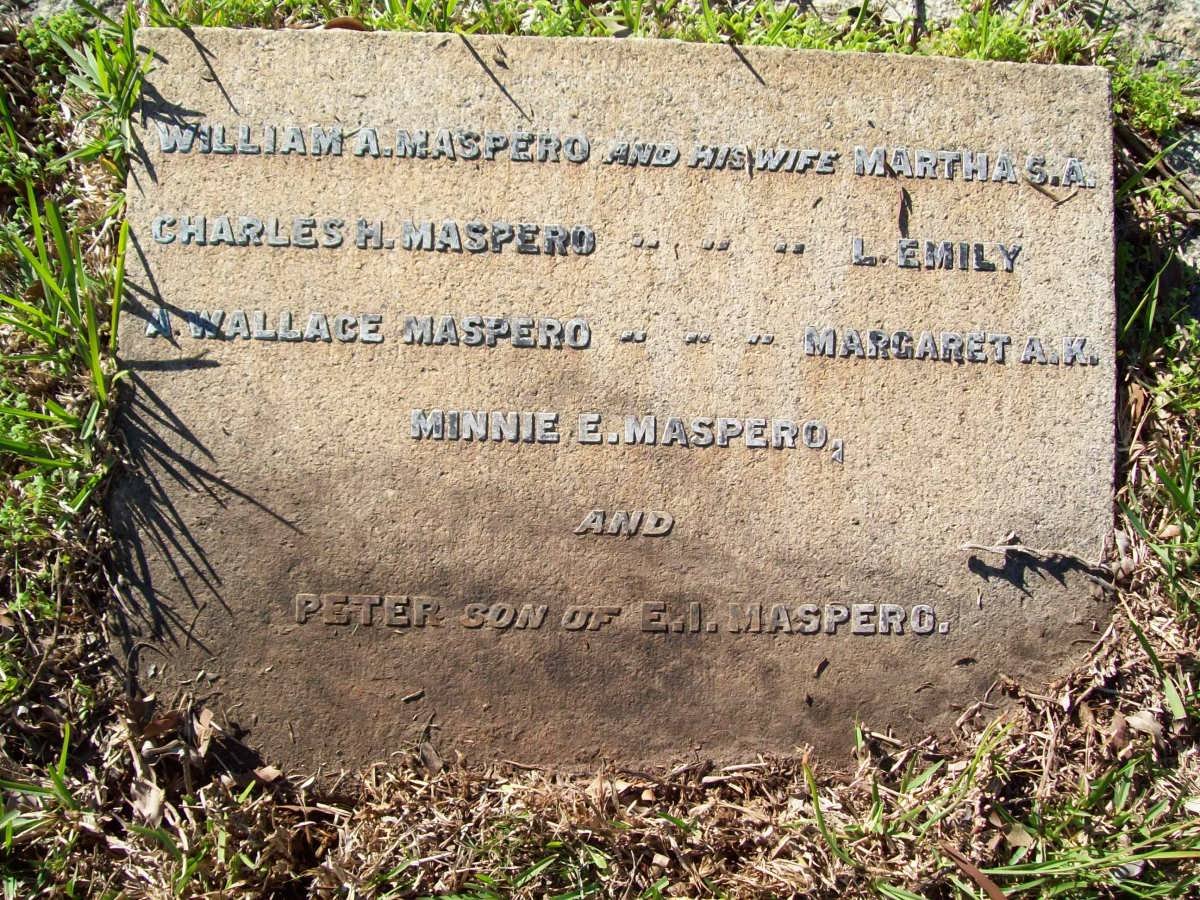 WILLIAM A. MASPERO AND HIS WIFE MARTHA S.A.
CHARLES H. MASPERO " " " L. EMILY
A WALLACE MASPERO " " " MARGARET A.K.
MINNIE E. MASPERO,
AND
PETER SON OF E.I. MASPERO.